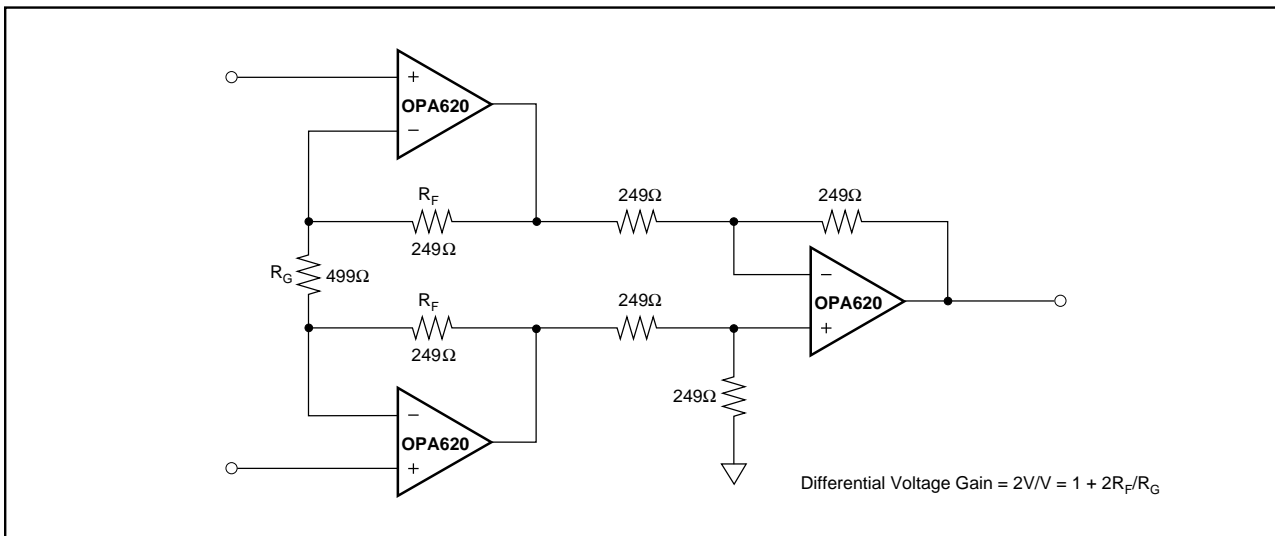 +
OPA620
−
R_F
249Ω
249Ω
249Ω
R_G 499Ω
−
OPA620
+
R_F
249Ω
249Ω
249Ω
−
OPA620
+
Differential Voltage Gain = 2V/V = 1 + 2R_F/R_G